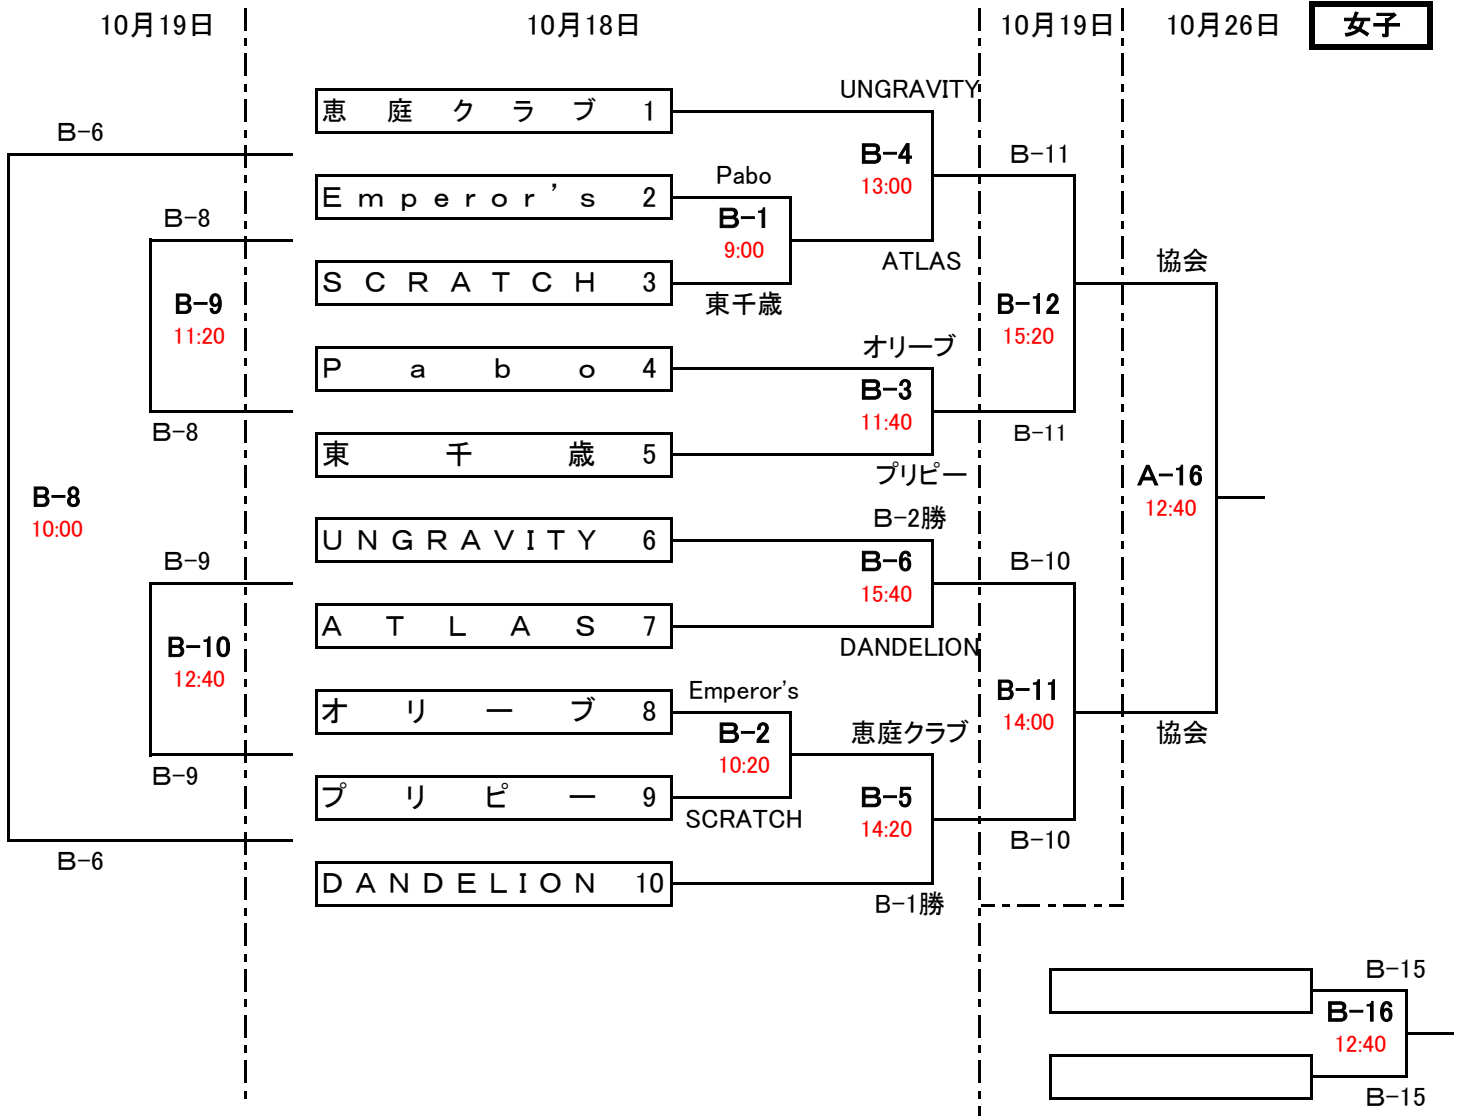 10月19日 10月18日 10月19日 10月26日 女子
UNGRAVITY
恵庭クラブ 1
B-6
B-4
13:00
B-11
Pabo
Emperor's 2
B-8
B-1
9:00
ATLAS
協会
SCRATCH 3
東千歳
B-9
11:20
B-12
15:20
オリーブ
Pabo 4
B-3
11:40
B-8
B-11
東千歳 5
プリピー
B-8
10:00
A-16
12:40
B-2勝
UNGRAVITY 6
B-9
B-6
15:40
B-10
ATLAS 7
DANDELION
B-10
12:40
Emperor's
B-11
14:00
オリーブ 8
B-2
10:20
恵庭クラブ
協会
B-9
プリピー 9
SCRATCH
B-5
14:20
B-10
B-6
DANDELION 10
B-1勝
B-15
B-16
12:40
B-15